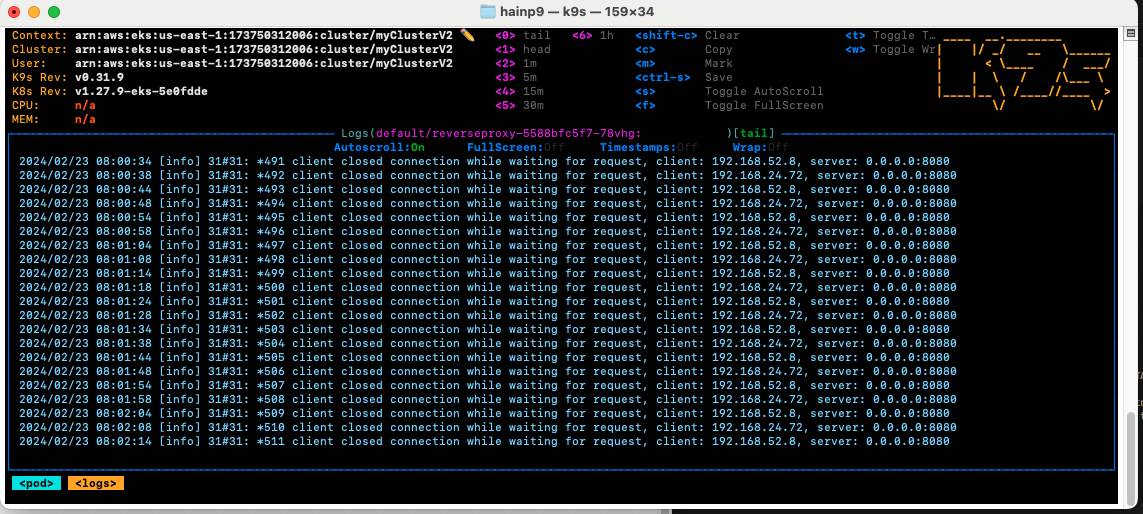 hainp9 — k9s — 159×34
Context: arn:aws:eks:us-east-1:173750312006:cluster/myClusterV2 <0> tail <6> 1h <shift-c> Clear <t> Toggle T…
Cluster: arn:aws:eks:us-east-1:173750312006:cluster/myClusterV2 <1> head <c> Copy <w> Toggle Wr
User: arn:aws:eks:us-east-1:173750312006:cluster/myClusterV2 <2> 1m <m> Mark
K9s Rev: v0.31.9 <3> 5m <ctrl-s> Save
K8s Rev: v1.27.9-eks-5e0fdde <4> 15m <s> Toggle AutoScroll
CPU: n/a <5> 30m <f> Toggle FullScreen
MEM: n/a
Logs(default/reverseproxy-5588bfc5f7-78vhg: )[tail]
Autoscroll:On FullScreen:Off Timestamps:Off Wrap:Off
2024/02/23 08:00:34 [info] 31#31: *491 client closed connection while waiting for request, client: 192.168.52.8, server: 0.0.0.0:8080
2024/02/23 08:00:38 [info] 31#31: *492 client closed connection while waiting for request, client: 192.168.24.72, server: 0.0.0.0:8080
2024/02/23 08:00:44 [info] 31#31: *493 client closed connection while waiting for request, client: 192.168.52.8, server: 0.0.0.0:8080
2024/02/23 08:00:48 [info] 31#31: *494 client closed connection while waiting for request, client: 192.168.24.72, server: 0.0.0.0:8080
2024/02/23 08:00:54 [info] 31#31: *495 client closed connection while waiting for request, client: 192.168.52.8, server: 0.0.0.0:8080
2024/02/23 08:00:58 [info] 31#31: *496 client closed connection while waiting for request, client: 192.168.24.72, server: 0.0.0.0:8080
2024/02/23 08:01:04 [info] 31#31: *497 client closed connection while waiting for request, client: 192.168.52.8, server: 0.0.0.0:8080
2024/02/23 08:01:08 [info] 31#31: *498 client closed connection while waiting for request, client: 192.168.24.72, server: 0.0.0.0:8080
2024/02/23 08:01:14 [info] 31#31: *499 client closed connection while waiting for request, client: 192.168.52.8, server: 0.0.0.0:8080
2024/02/23 08:01:18 [info] 31#31: *500 client closed connection while waiting for request, client: 192.168.24.72, server: 0.0.0.0:8080
2024/02/23 08:01:24 [info] 31#31: *501 client closed connection while waiting for request, client: 192.168.52.8, server: 0.0.0.0:8080
2024/02/23 08:01:28 [info] 31#31: *502 client closed connection while waiting for request, client: 192.168.24.72, server: 0.0.0.0:8080
2024/02/23 08:01:34 [info] 31#31: *503 client closed connection while waiting for request, client: 192.168.52.8, server: 0.0.0.0:8080
2024/02/23 08:01:38 [info] 31#31: *504 client closed connection while waiting for request, client: 192.168.24.72, server: 0.0.0.0:8080
2024/02/23 08:01:44 [info] 31#31: *505 client closed connection while waiting for request, client: 192.168.52.8, server: 0.0.0.0:8080
2024/02/23 08:01:48 [info] 31#31: *506 client closed connection while waiting for request, client: 192.168.24.72, server: 0.0.0.0:8080
2024/02/23 08:01:54 [info] 31#31: *507 client closed connection while waiting for request, client: 192.168.52.8, server: 0.0.0.0:8080
2024/02/23 08:01:58 [info] 31#31: *508 client closed connection while waiting for request, client: 192.168.24.72, server: 0.0.0.0:8080
2024/02/23 08:02:04 [info] 31#31: *509 client closed connection while waiting for request, client: 192.168.52.8, server: 0.0.0.0:8080
2024/02/23 08:02:08 [info] 31#31: *510 client closed connection while waiting for request, client: 192.168.24.72, server: 0.0.0.0:8080
2024/02/23 08:02:14 [info] 31#31: *511 client closed connection while waiting for request, client: 192.168.52.8, server: 0.0.0.0:8080
<pod> <logs>